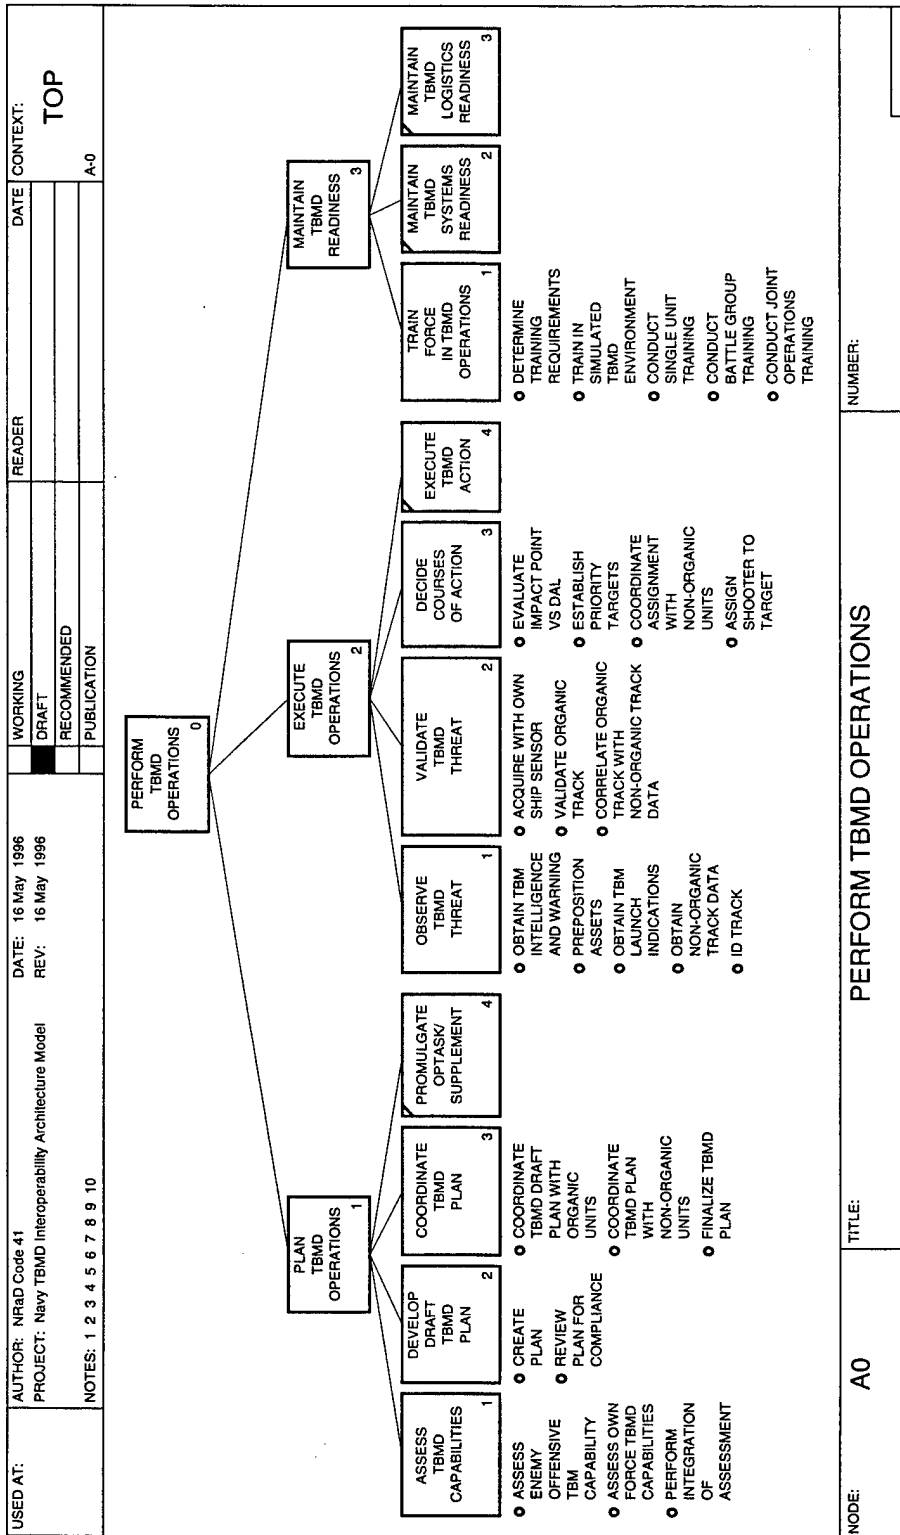 USED AT:
AUTHOR: NRaD Code 41
PROJECT: Navy TBMD Interoperability Architecture Model
NOTES: 1 2 3 4 5 6 7 8 9 10
DATE: 16 May 1996
REV: 16 May 1996
WORKING
DRAFT
RECOMMENDED
PUBLICATION
READER
DATE
CONTEXT:
TOP
A-0
PERFORM
TBMD
OPERATIONS
0
PLAN
TBMD
OPERATIONS
1
EXECUTE
TBMD
OPERATIONS
2
MAINTAIN
TBMD
READINESS
3
ASSESS
TBMD
CAPABILITIES
1
DEVELOP
DRAFT
TBMD
PLAN
2
COORDINATE
TBMD
PLAN
3
PROMULGATE
OPTASK/
SUPPLEMENT
4
OBSERVE
TBMD
THREAT
1
VALIDATE
TBMD
THREAT
2
DECIDE
COURSES
OF ACTION
3
EXECUTE
TBMD
ACTION
4
TRAIN
FORCE
IN TBMD
OPERATIONS
1
MAINTAIN
TBMD
SYSTEMS
READINESS
2
MAINTAIN
TBMD
LOGISTICS
READINESS
3
ASSESS
ENEMY
OFFENSIVE
TBM
CAPABILITY
ASSESS OWN
FORCE TBMD
CAPABILITIES
PERFORM
INTEGRATION
OF
ASSESSMENT
CREATE
PLAN
REVIEW
PLAN FOR
COMPLIANCE
COORDINATE
TBMD DRAFT
PLAN WITH
ORGANIC
UNITS
COORDINATE
TBMD PLAN
WITH
NON-ORGANIC
UNITS
FINALIZE TBMD
PLAN
OBTAIN TBM
INTELLIGENCE
AND WARNING
PREPOSITION
ASSETS
OBTAIN TBM
LAUNCH
INDICATIONS
OBTAIN
NON-ORGANIC
TRACK DATA
ID TRACK
ACQUIRE WITH OWN
SHIP SENSOR
VALIDATE ORGANIC
TRACK
CORRELATE ORGANIC
TRACK WITH
NON-ORGANIC TRACK
DATA
EVALUATE
IMPACT POINT
VS DAL
ESTABLISH
PRIORITY
TARGETS
COORDINATE
ASSIGNMENT
WITH
NON-ORGANIC
UNITS
ASSIGN
SHOOTER TO
TARGET
DETERMINE
TRAINING
REQUIREMENTS
TRAIN IN
SIMULATED
TBMD
ENVIRONMENT
CONDUCT
SINGLE UNIT
TRAINING
CONDUCT
BATTLE GROUP
TRAINING
CONDUCT JOINT
OPERATIONS
TRAINING
NODE:
A0
TITLE:
PERFORM TBMD OPERATIONS
NUMBER: